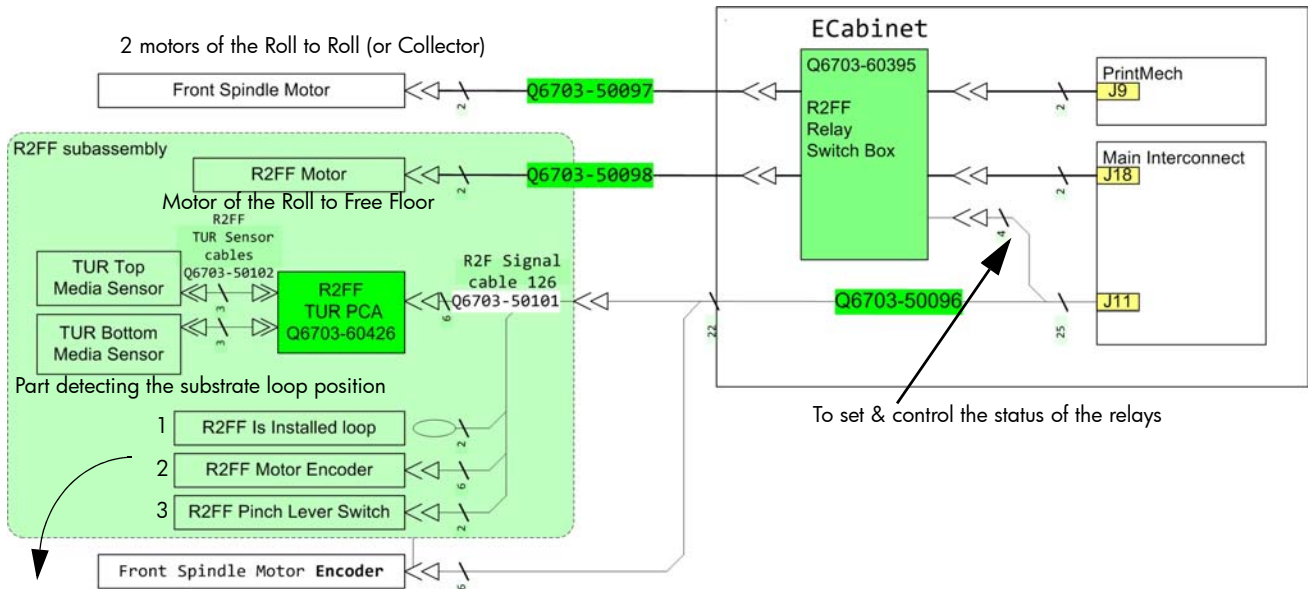 2 motors of the Roll to Roll (or Collector)
ECabinet
Front Spindle Motor
2
Q6703-50097
Q6703-60395
R2FF
Relay
Switch Box
2
PrintMech
J9
R2FF subassembly
R2FF Motor
2
Q6703-50098
2
Main Interconnect
J18
Motor of the Roll to Free Floor
R2FF
TUR Sensor
cables
Q6703-50102
TUR Top
Media Sensor
3
R2FF
TUR PCA
Q6703-60426
6
R2F Signal
cable 126
Q6703-50101
4
22
Q6703-50096
25
J11
TUR Bottom
Media Sensor
3
Part detecting the substrate loop position
To set & control the status of the relays
1
R2FF Is Installed loop
2
2
R2FF Motor Encoder
6
3
R2FF Pinch Lever Switch
2
Front Spindle Motor Encoder
6